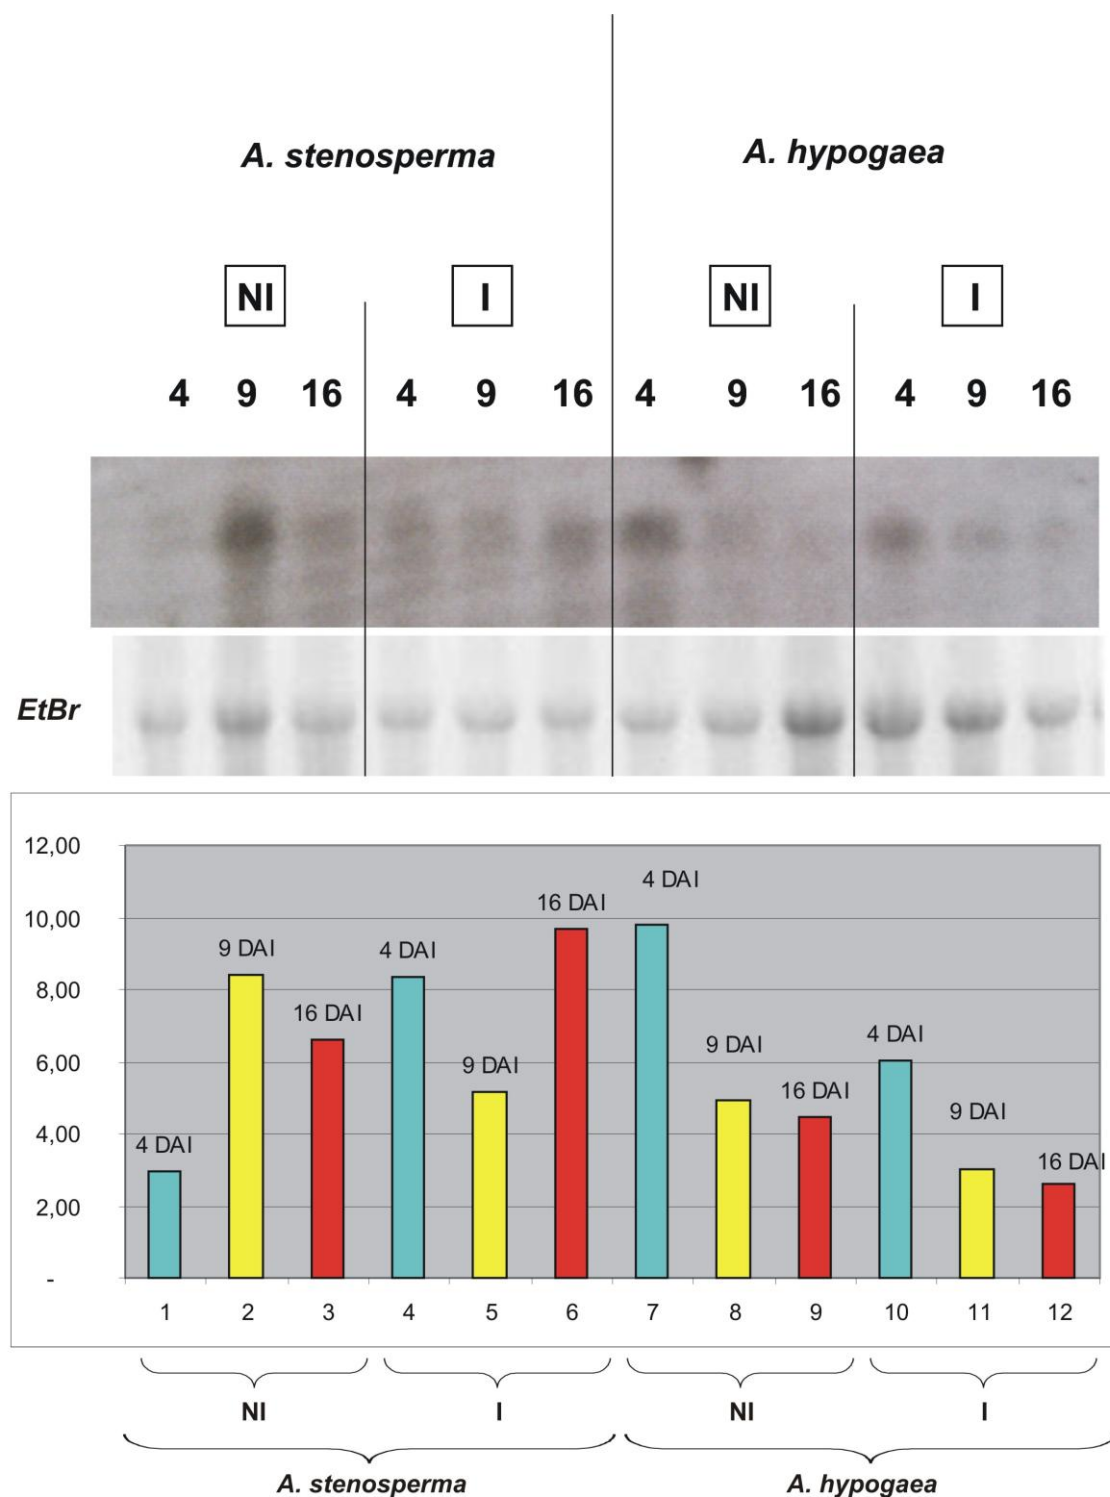 A. stenosperma A. hypogaea
NI I NI I
4 9 16 4 9 16 4 9 16 4 9 16
EtBr
12,00
10,00
8,00
6,00
4,00
2,00
-
4 DAI 9 DAI 16 DAI 4 DAI 9 DAI 16 DAI 4 DAI 9 DAI 16 DAI 4 DAI 9 DAI 16 DAI
1 2 3 4 5 6 7 8 9 10 11 12
NI I NI I
A. stenosperma A. hypogaea